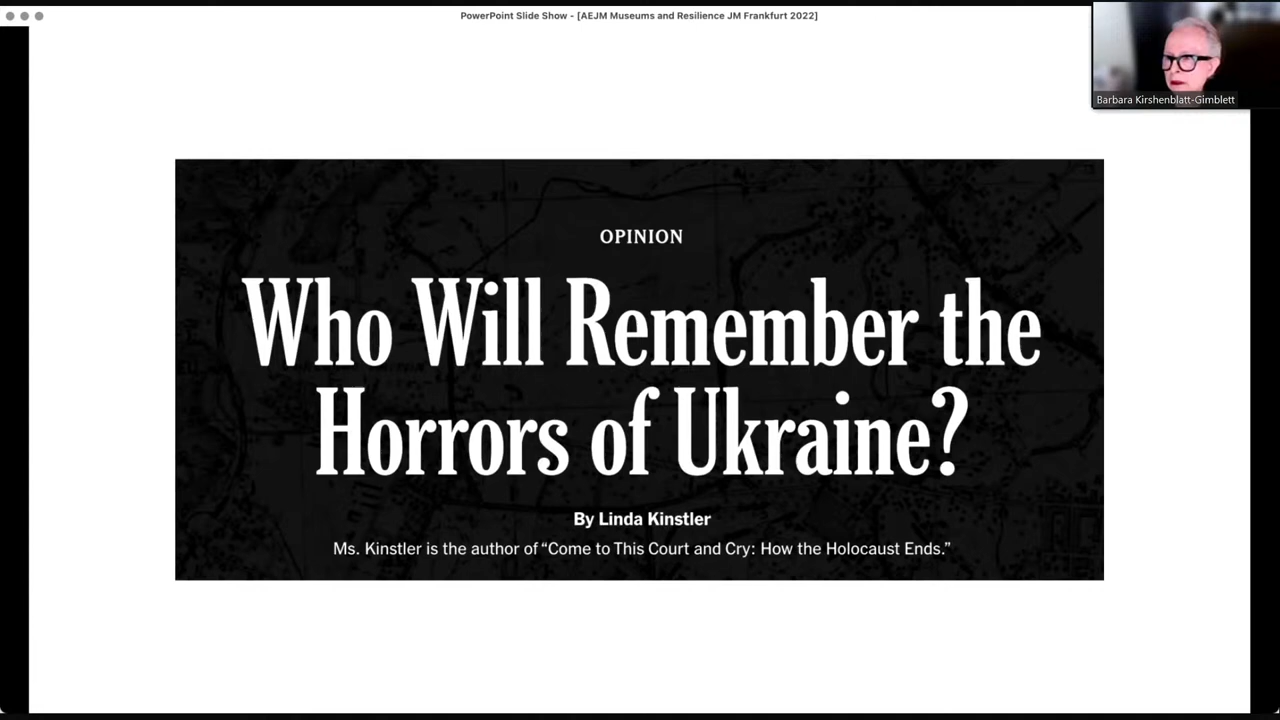 PowerPoint Slide Show - [AEJM Museums and Resilience JM Frankfurt 2022]
Barbara Kirshenblatt-Gimblett
OPINION
Who Will Remember the
Horrors of Ukraine?
By Linda Kinstler
Ms. Kinstler is the author of “Come to This Court and Cry: How the Holocaust Ends.”